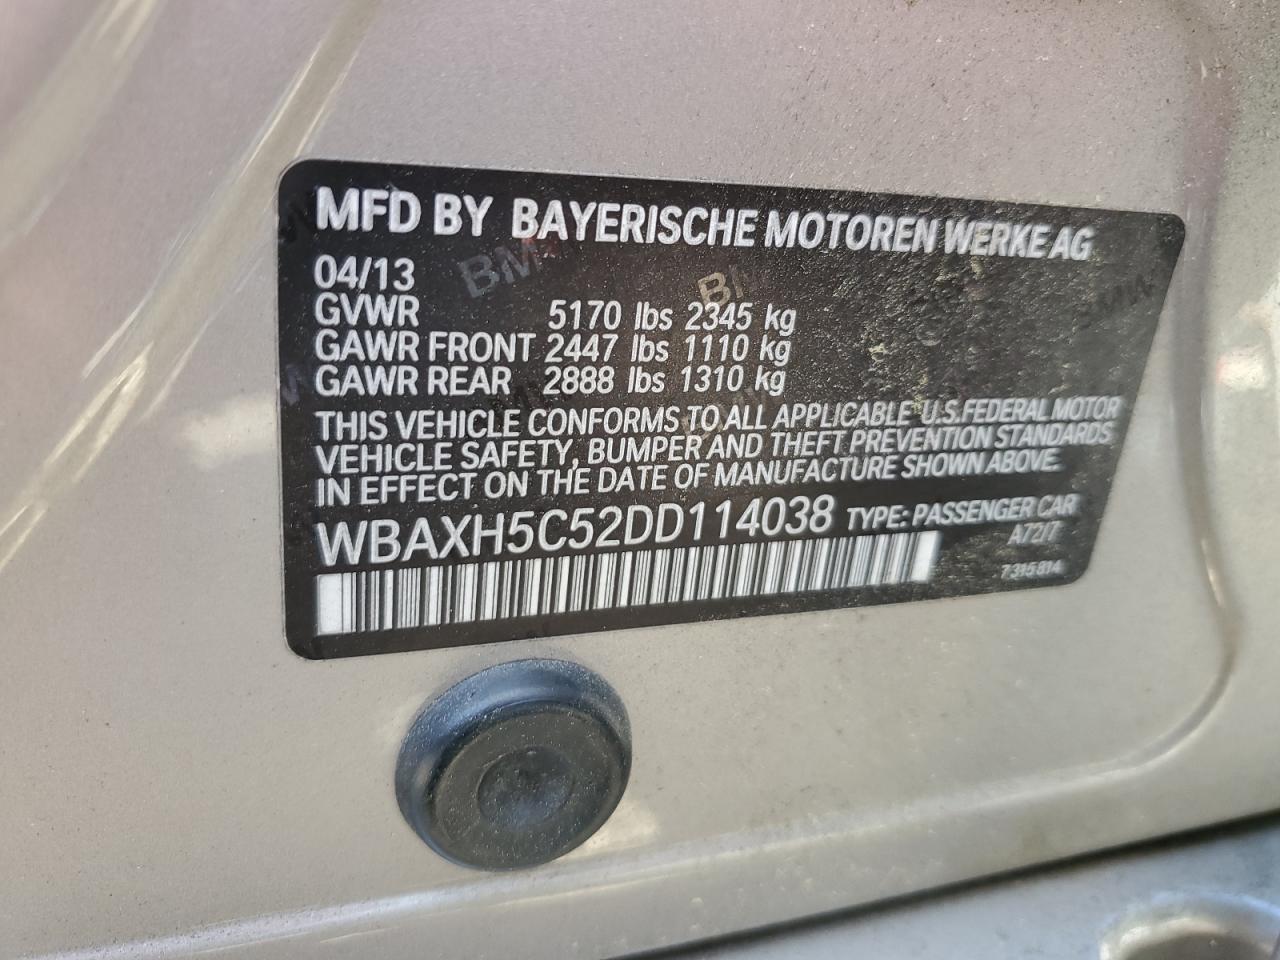 MFD BY BAYERISCHE MOTOREN WERKE AG
04/13
GVWR 5170 lbs 2345 kg
GAWR FRONT 2447 lbs 1110 kg
GAWR REAR 2888 lbs 1310 kg
THIS VEHICLE CONFORMS TO ALL APPLICABLE U.S.FEDERAL MOTOR
VEHICLE SAFETY, BUMPER AND THEFT PREVENTION STANDARDS
IN EFFECT ON THE DATE OF MANUFACTURE SHOWN ABOVE.
WBAXH5C52DD114038 TYPE: PASSENGER CAR
A72/7
7315814